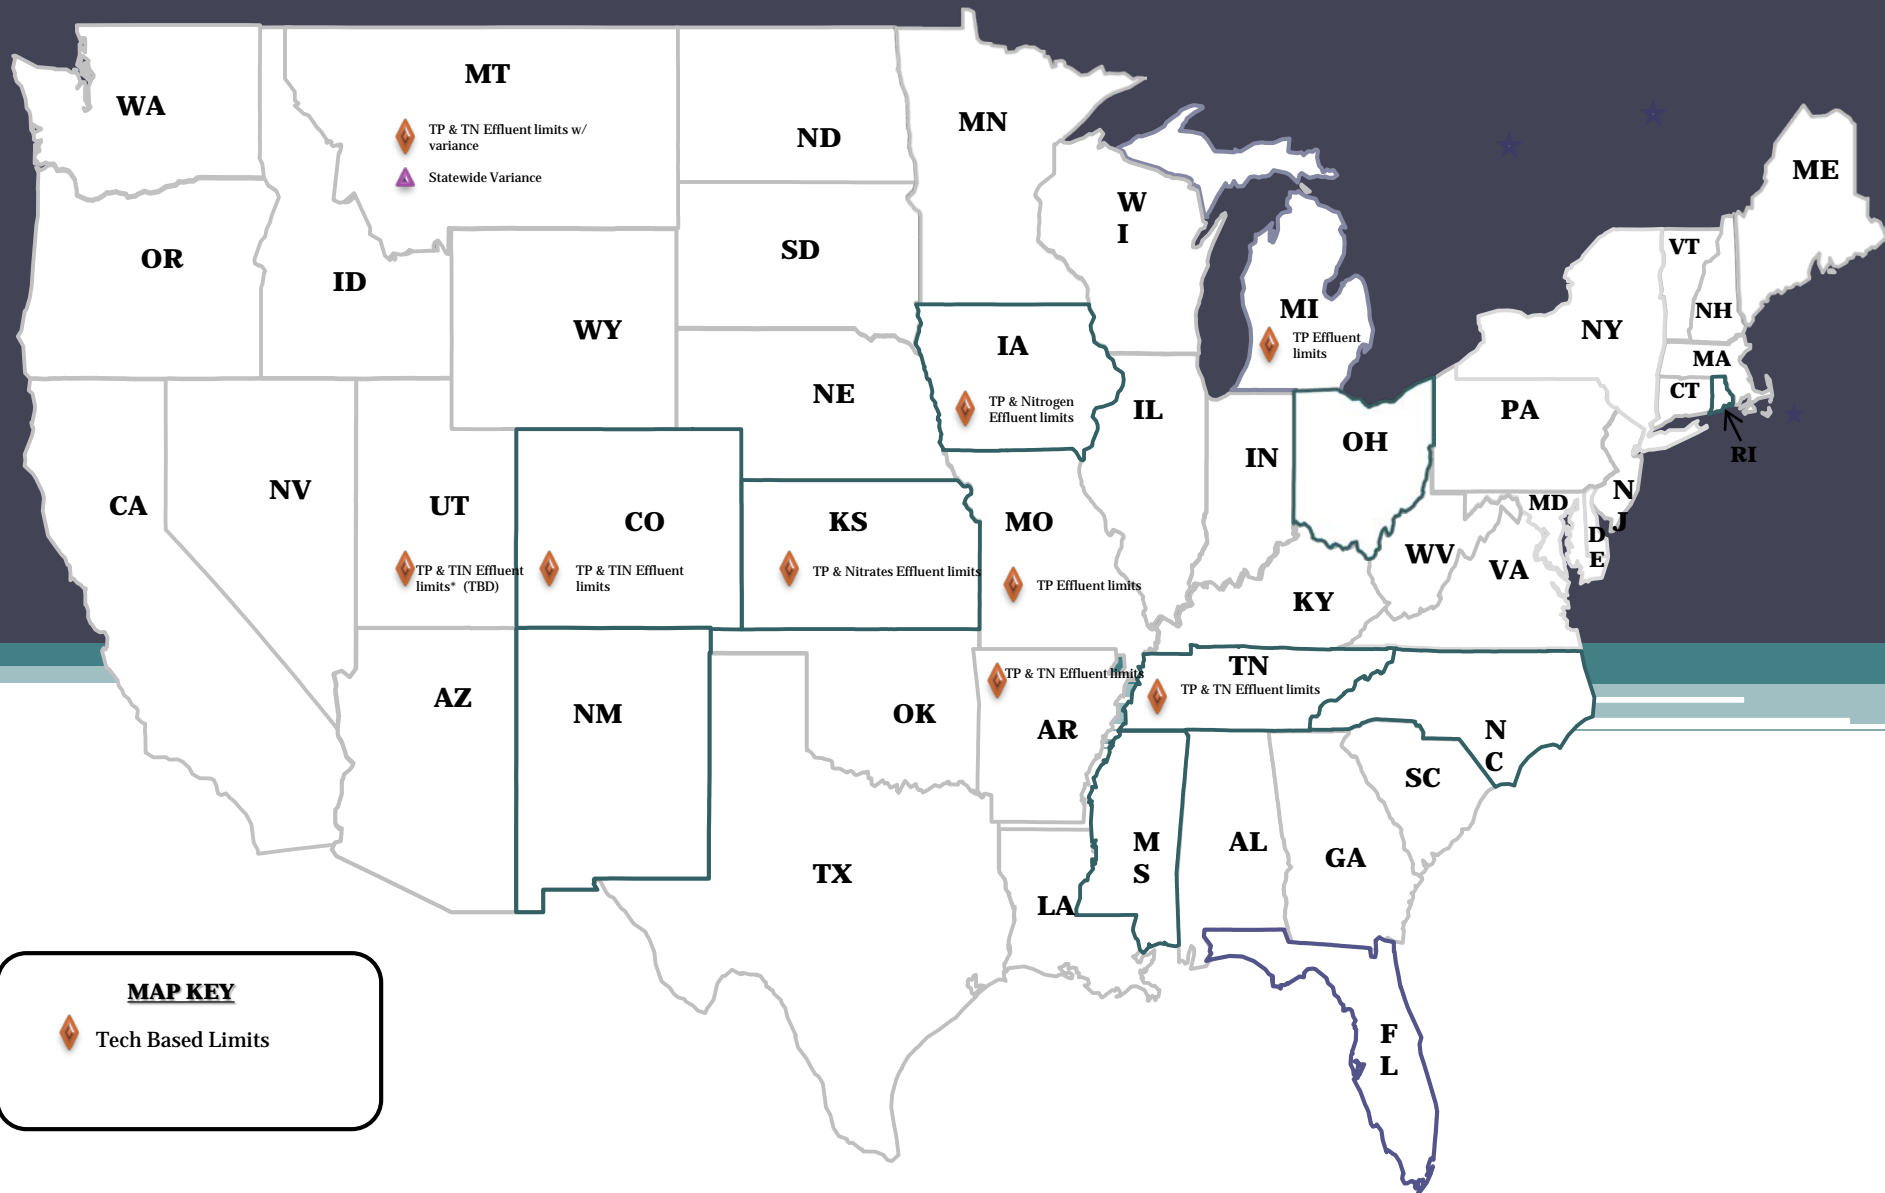 MT
WA
TP & TN Effluent limits w/
variance
Statewide Variance
ND
MN
ME
OR
ID
SD
W
I
VT
WY
MI
TP Effluent
limits
NH
NY
IA
TP & Nitrogen
Effluent limits
MA
CT
NE
IL
PA
OH
RI
IN
CA
NV
UT
TP & TIN Effluent
limits* (TBD)
CO
TP & TIN Effluent
limits
KS
TP & Nitrates Effluent limits
MO
TP Effluent limits
MD
N
J
D
E
WV
VA
KY
TN
TP & TN Effluent limits
TP & TN Effluent limits
AZ
NM
OK
AR
N
C
SC
TX
M
S
AL
GA
LA
F
L
MAP KEY
Tech Based Limits